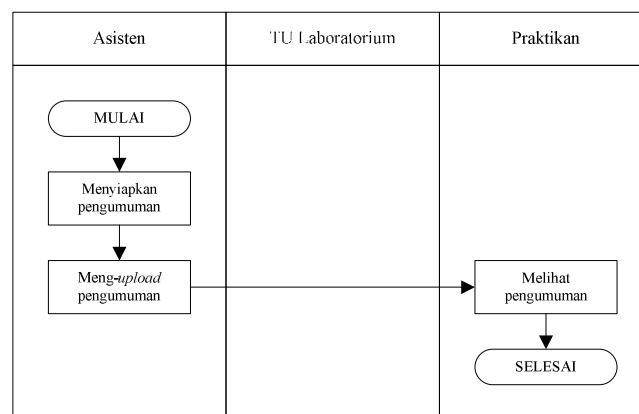 Asisten
TU Laboratorium
Praktikan
MULAI
Menyiapkan
pengumuman
Meng-upload
pengumuman
Melihat
pengumuman
SELESAI